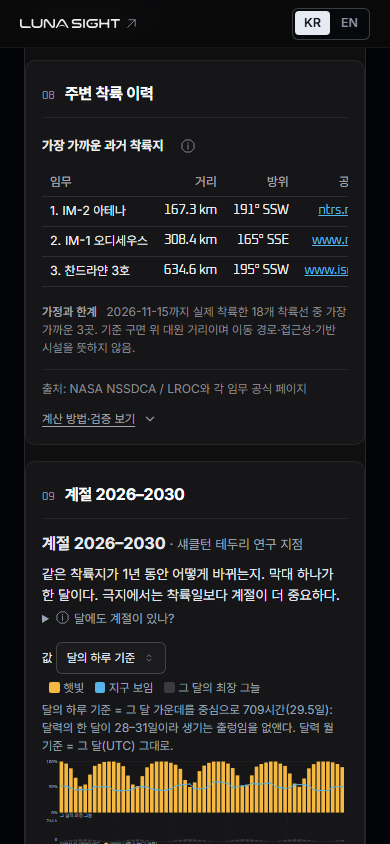 LUNA SIGHT ↗
KR EN
08 주변 착륙 이력
가장 가까운 과거 착륙지 ⓘ
임무 거리 방위
1. IM-2 아테나 167.3 km 191° SSW ntrs.r
2. IM-1 오디세우스 308.4 km 165° SSE www.n
3. 찬드라얀 3호 634.6 km 195° SSW www.isr
가정과 한계 2026-11-15까지 실제 착륙한 18개 착륙선 중 가장
가까운 3곳. 기준 구면 위 대원 거리이며 이동 경로·접근성·기반
시설을 뜻하지 않음.
출처: NASA NSSDCA / LROC와 각 임무 공식 페이지
계산 방법·검증 보기
09 계절 2026–2030
계절 2026–2030 · 섀클턴 테두리 연구 지점
같은 착륙지가 1년 동안 어떻게 바뀌는지. 막대 하나가
한 달이다. 극지에서는 착륙일보다 계절이 더 중요하다.
▶ ⓘ 달에도 계절이 있나?
값 달의 하루 기준
햇빛 지구 보임 그 달의 최장 그늘
달의 하루 기준 = 그 달 가운데를 중심으로 709시간(29.5일):
달력의 한 달이 28–31일이라 생기는 출렁임을 없앤다. 달력 월
기준 = 그 달(UTC) 그대로.
100%
50%
0%
그 달의 최장 그늘